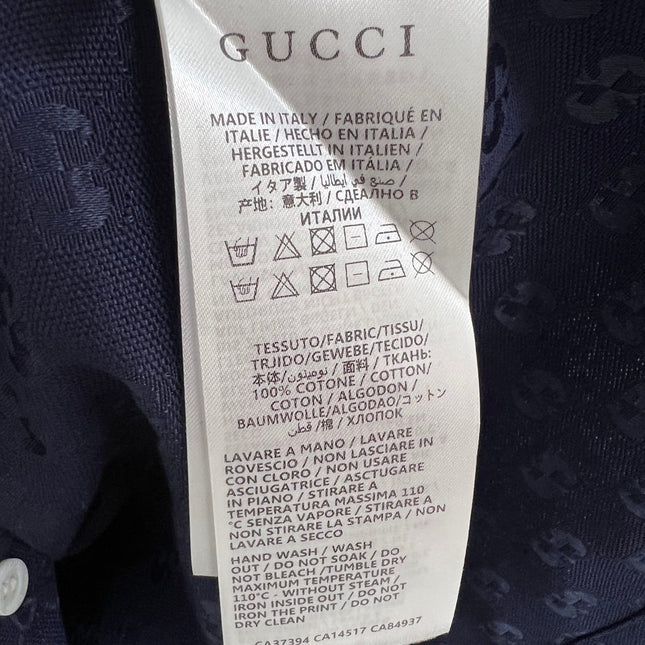 GUCCI
MADE IN ITALY / FABRIQUÉ EN
ITALIE / HECHO EN ITALIA /
HERGESTELLT IN ITALIEN /
FABRICADO EM ITÁLIA /
イタリア製 / صنع في إيطاليا /
产地：意大利 / СДЕЛАНО В
ИТАЛИИ
TESSUTO/FABRIC/TISSU/
TEJIDO/GEWEBE/TECIDO/
本体/ / 面料 / ТКАНЬ:
100% COTONE / COTTON/
COTON / ALGODON /
BAUMWOLLE/ALGODAO/コットン
/ قطن /棉 / ХЛОПОК
LAVARE A MANO / LAVARE
ROVESCIO / NON LASCIARE IN
CON CLORO / NON USARE
ASCIUGATRICE / ASCTUGARE
IN PIANO / STIRARE A
TEMPERATURA MASSIMA 110
°C SENZA VAPORE / STIRARE A
NON STIRARE LA STAMPA / NON
LAVARE A SECCO
HAND WASH / WASH
OUT / DO NOT SOAK / DO
NOT BLEACH /TUMBLE DRY
MAXIMUM TEMPERATURE
110°C - WITHOUT STEAM /
IRON INSIDE OUT / DO NOT
IRON THE PRINT / DO NOT
DRY CLEAN
CA37394 CA14517 CA84937